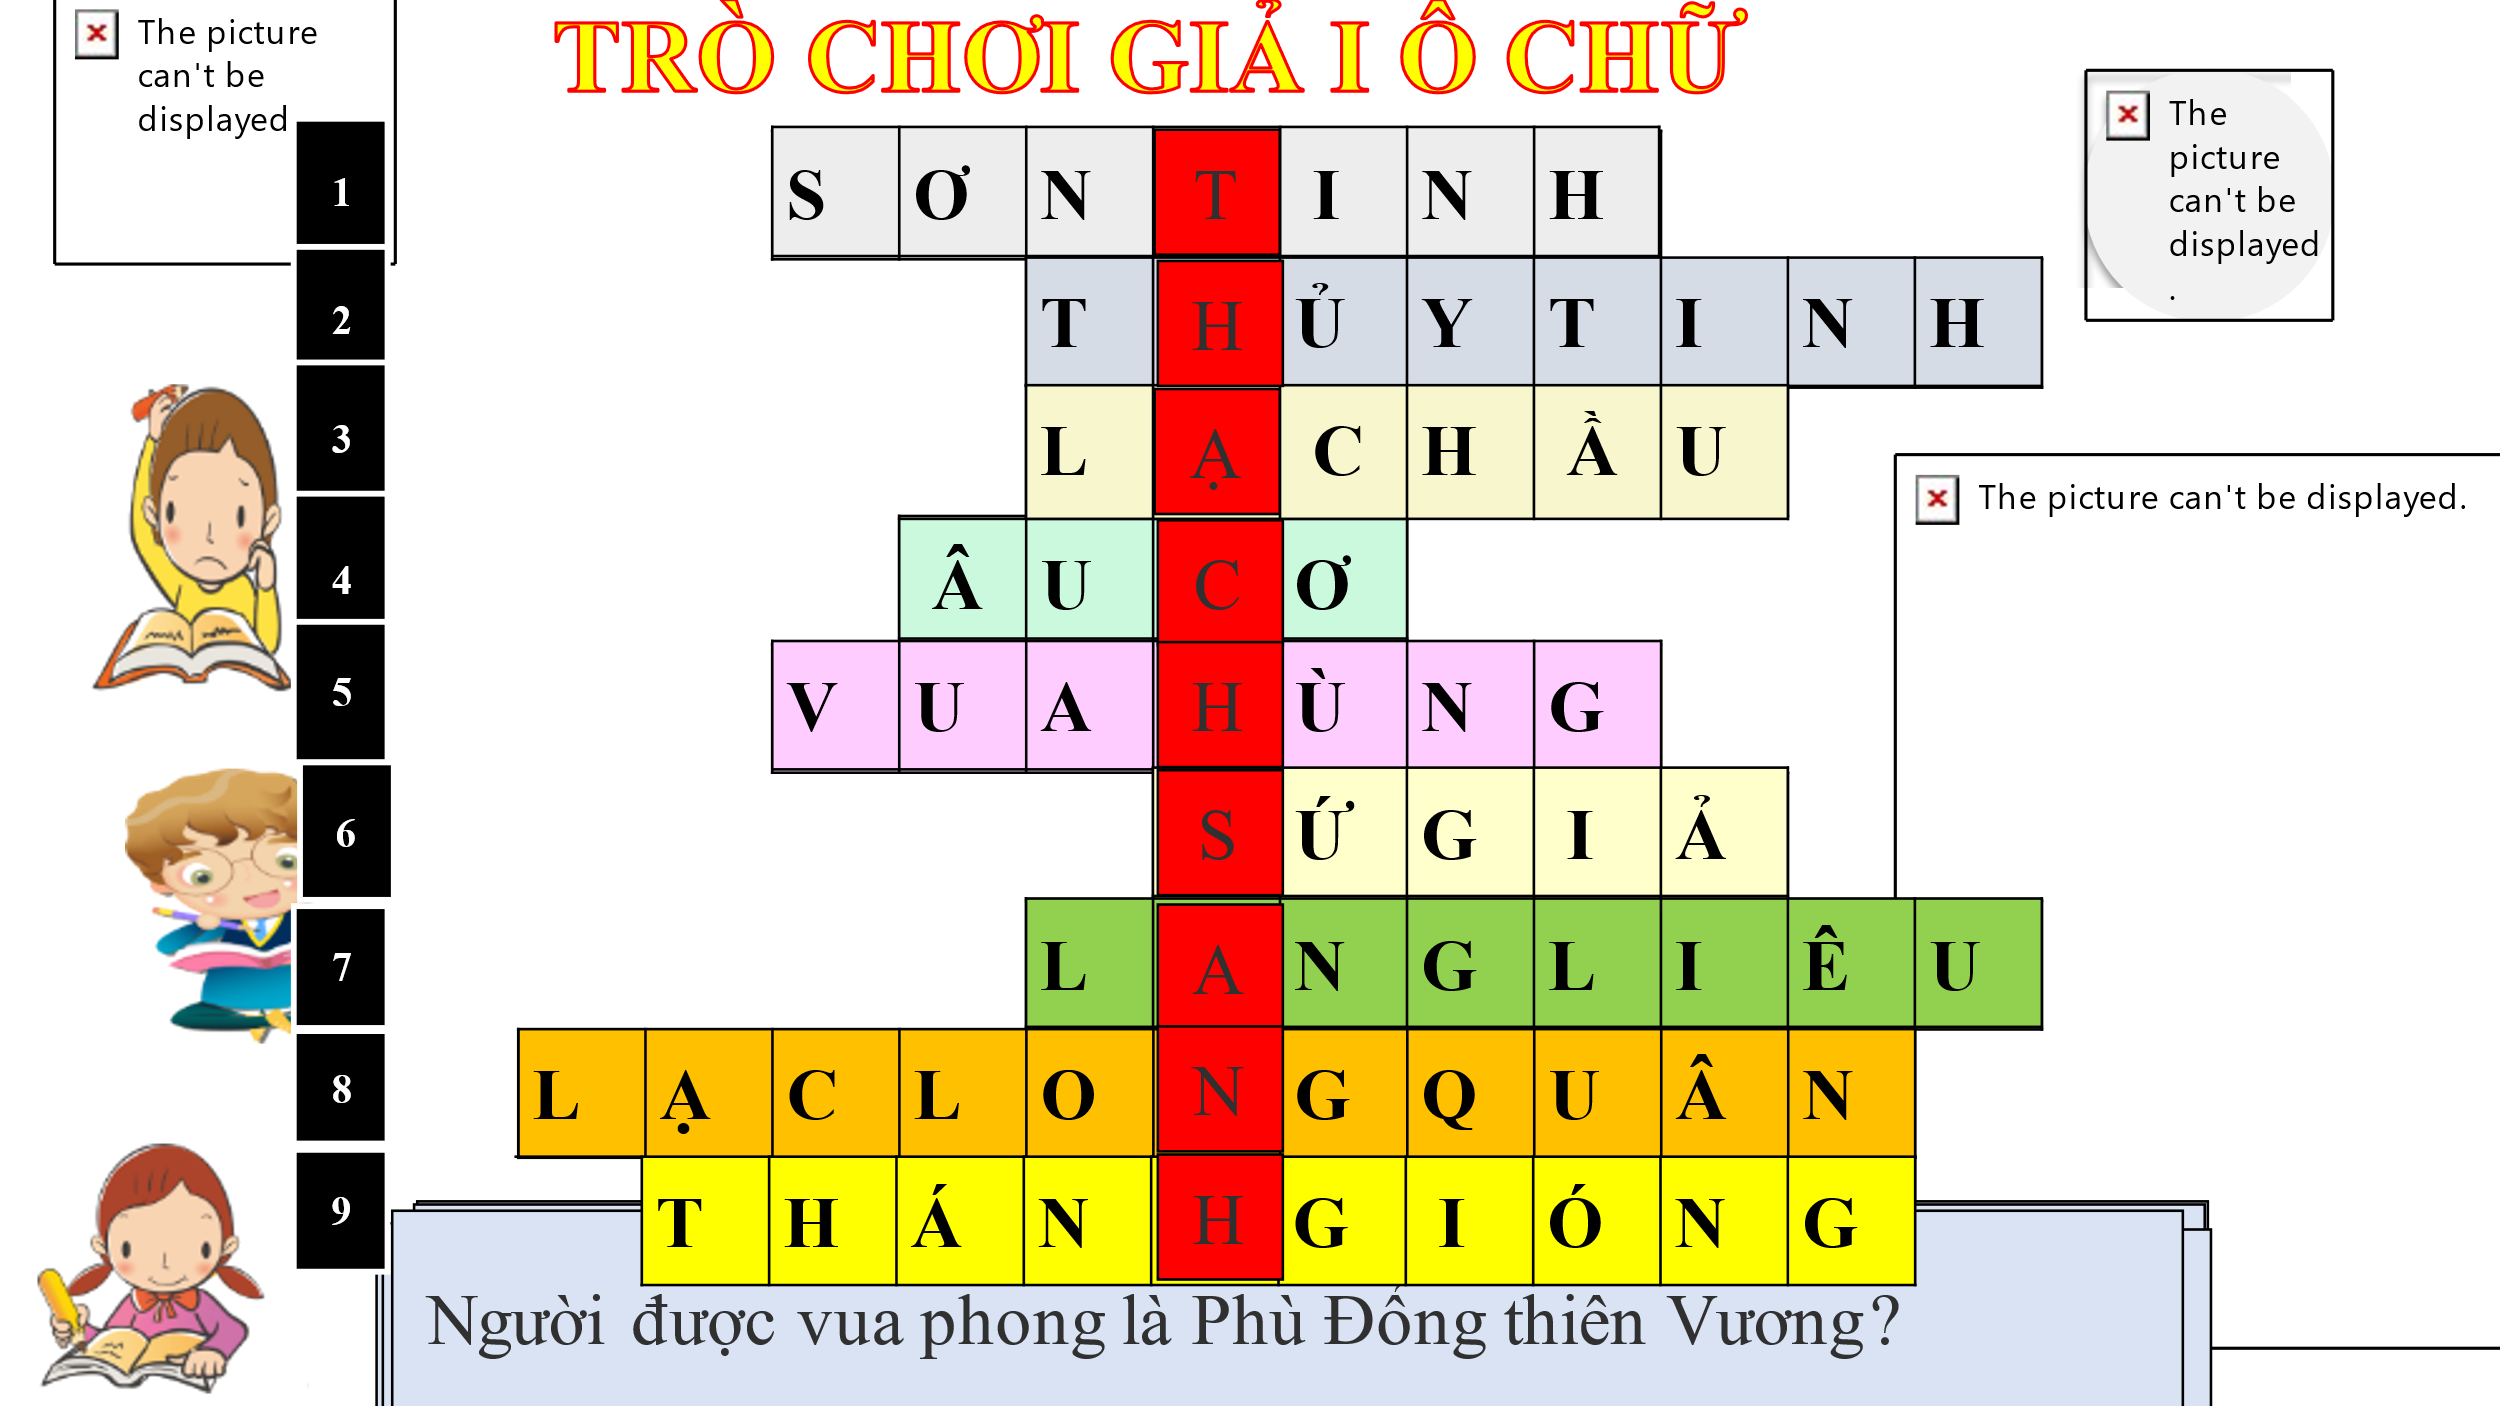 The picture
can't be
displayed
TRÒ CHƠI GIẢ I Ô CHỮ
The
picture
can't be
displayed
.
1
S Ơ N T I N H
2
T H Ủ Y T I N H
3
L Ạ C H Ầ U
The picture can't be displayed.
4
Â U C Ơ
5
V U A H Ù N G
6
S Ứ G I Ả
7
L A N G L I Ê U
8
L Ạ C L O N G Q U Â N
9
T H Á N H G I Ó N G
Người được vua phong là Phù Đổng thiên Vương?